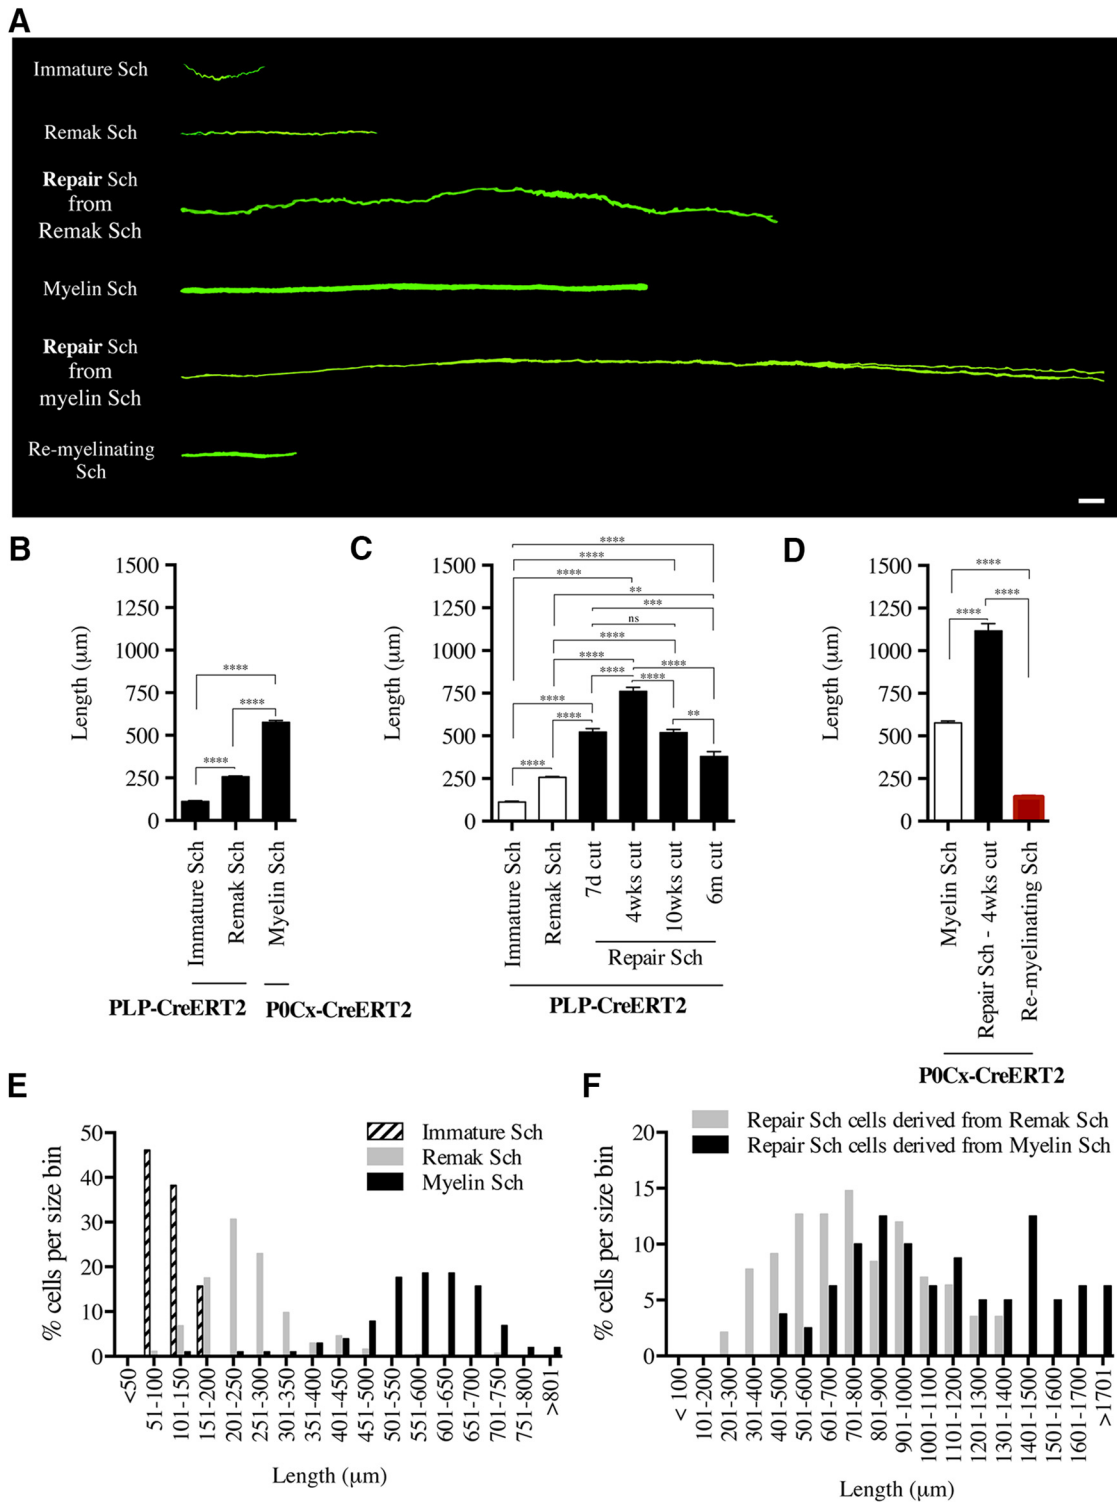 A
Immature Sch
Remak Sch
Repair Sch
from
Remak Sch
Myelin Sch
Repair Sch
from
myelin Sch
Re-myelinating
Sch
B
Length (μm)
1500
1250
1000
750
500
250
0
****
****
****
Immature Sch
Remak Sch
Myelin Sch
PLP-CreERT2
P0Cx-CreERT2
C
Length (μm)
1500
1250
1000
750
500
250
0
****
****
****
**
***
ns
****
****
****
****
****
****
****
**
****
Immature Sch
Remak Sch
7d cut
4wks cut
10wks cut
6m cut
Repair Sch
PLP-CreERT2
D
Length (μm)
1500
1250
1000
750
500
250
0
****
****
****
Myelin Sch
Repair Sch - 4wks cut
Re-myelinating Sch
P0Cx-CreERT2
E
% cells per size bin
50
40
30
20
10
0
Immature Sch
Remak Sch
Myelin Sch
<50
51-100
101-150
151-200
201-250
251-300
301-350
351-400
401-450
451-500
501-550
551-600
601-650
651-700
701-750
751-800
>801
Length (μm)
F
% cells per size bin
20
15
10
5
0
Repair Sch cells derived from Remak Sch
Repair Sch cells derived from Myelin Sch
< 100
101-200
201-300
301-400
401-500
501-600
601-700
701-800
801-900
901-1000
1001-1100
1101-1200
1201-1300
1301-1400
1401-1500
1501-1600
1601-1700
>1701
Length (μm)